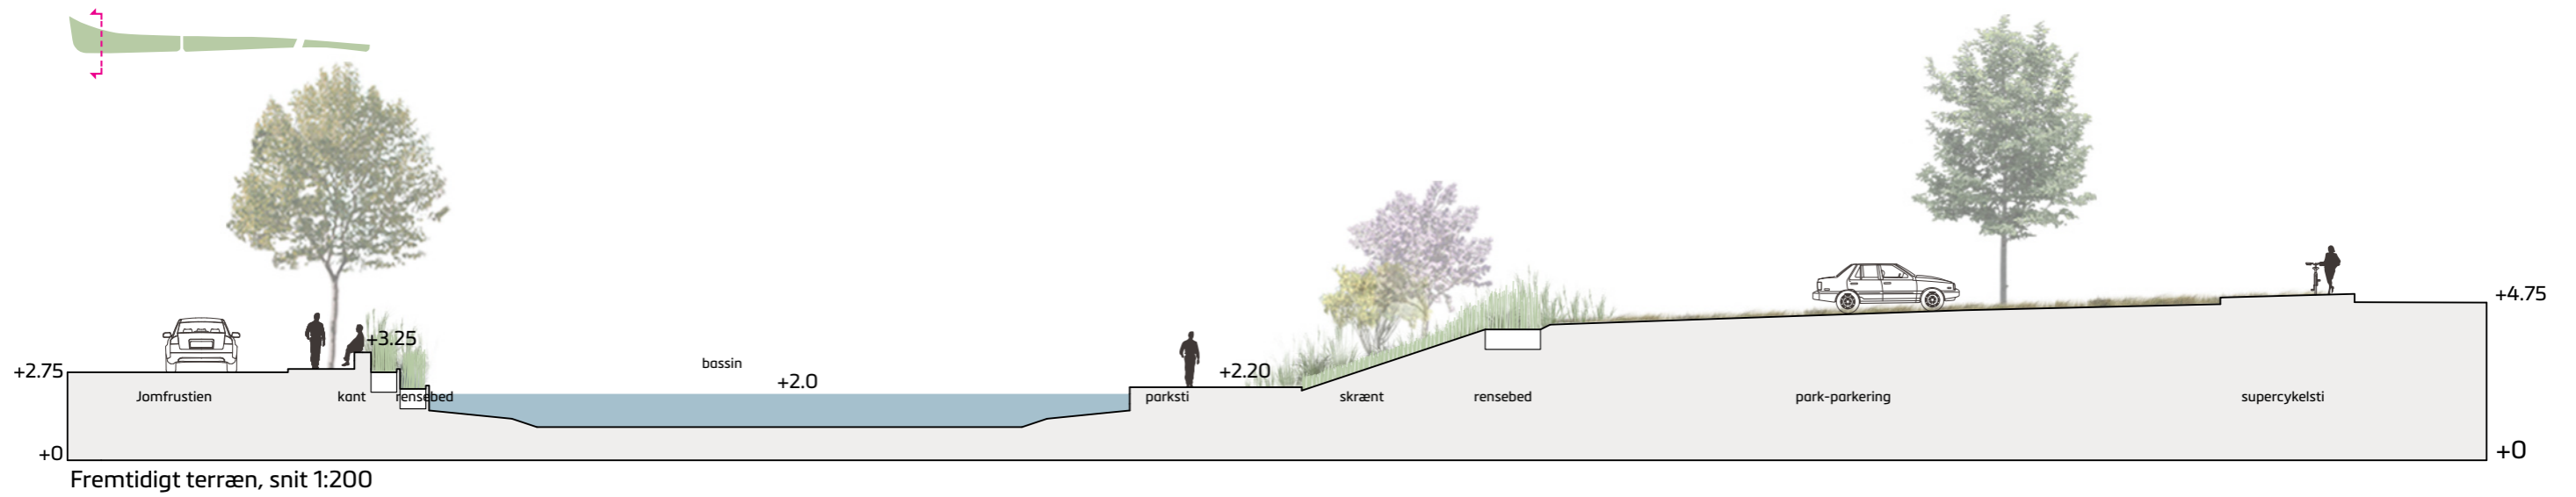 +3.25
+2.75
bassin
+2.0
+2.20
+4.75
Jomfrustien
kant
rensebed
parksti
skrænt
rensebed
park-parkering
supercykelsti
+0
+0
Fremtidigt terræn, snit 1:200